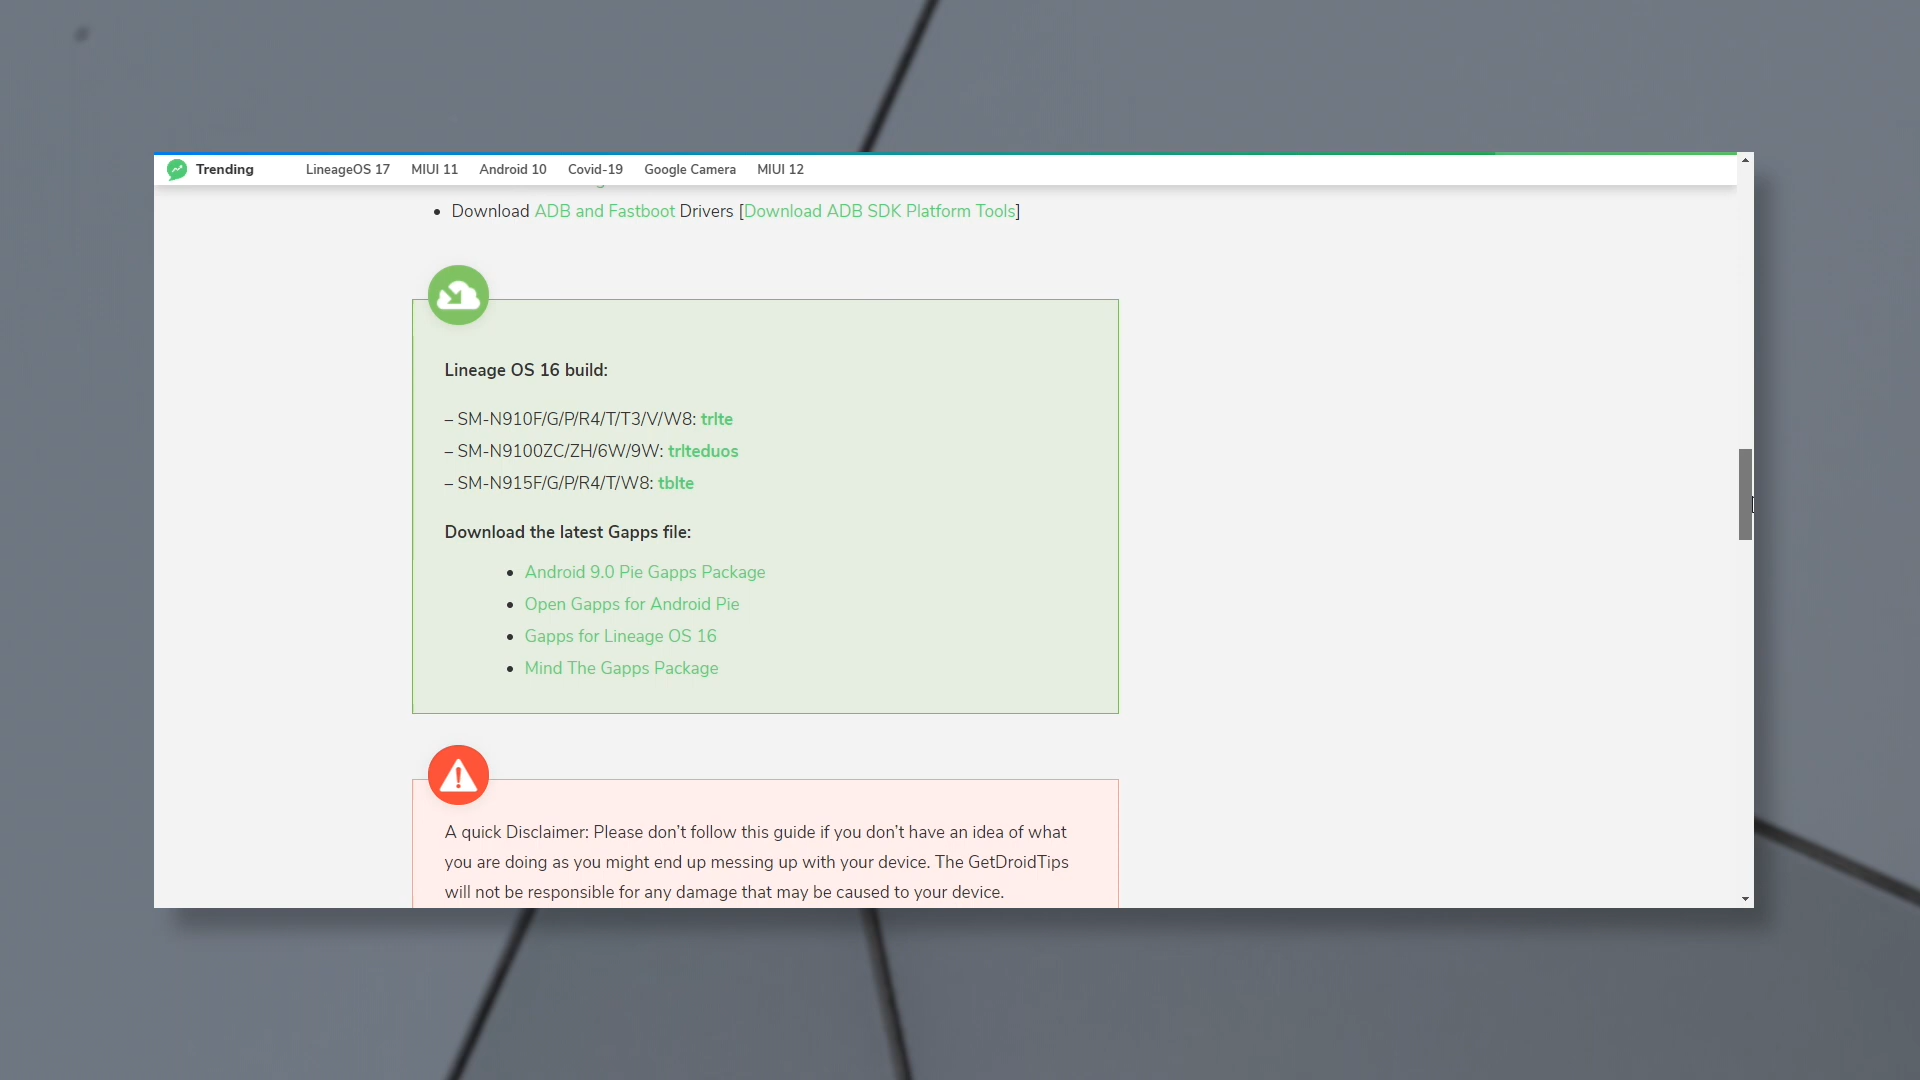 Trending LineageOS 17 MIUI 11 Android 10 Covid-19 Google Camera MIUI 12
• Download ADB and Fastboot Drivers [Download ADB SDK Platform Tools]
Lineage OS 16 build:
– SM-N910F/G/P/R4/T/T3/V/W8: trlte
– SM-N9100ZC/ZH/6W/9W: trlteduos
– SM-N915F/G/P/R4/T/W8: tblte
Download the latest Gapps file:
• Android 9.0 Pie Gapps Package
• Open Gapps for Android Pie
• Gapps for Lineage OS 16
• Mind The Gapps Package
A quick Disclaimer: Please don’t follow this guide if you don’t have an idea of what
you are doing as you might end up messing up with your device. The GetDroidTips
will not be responsible for any damage that may be caused to your device.